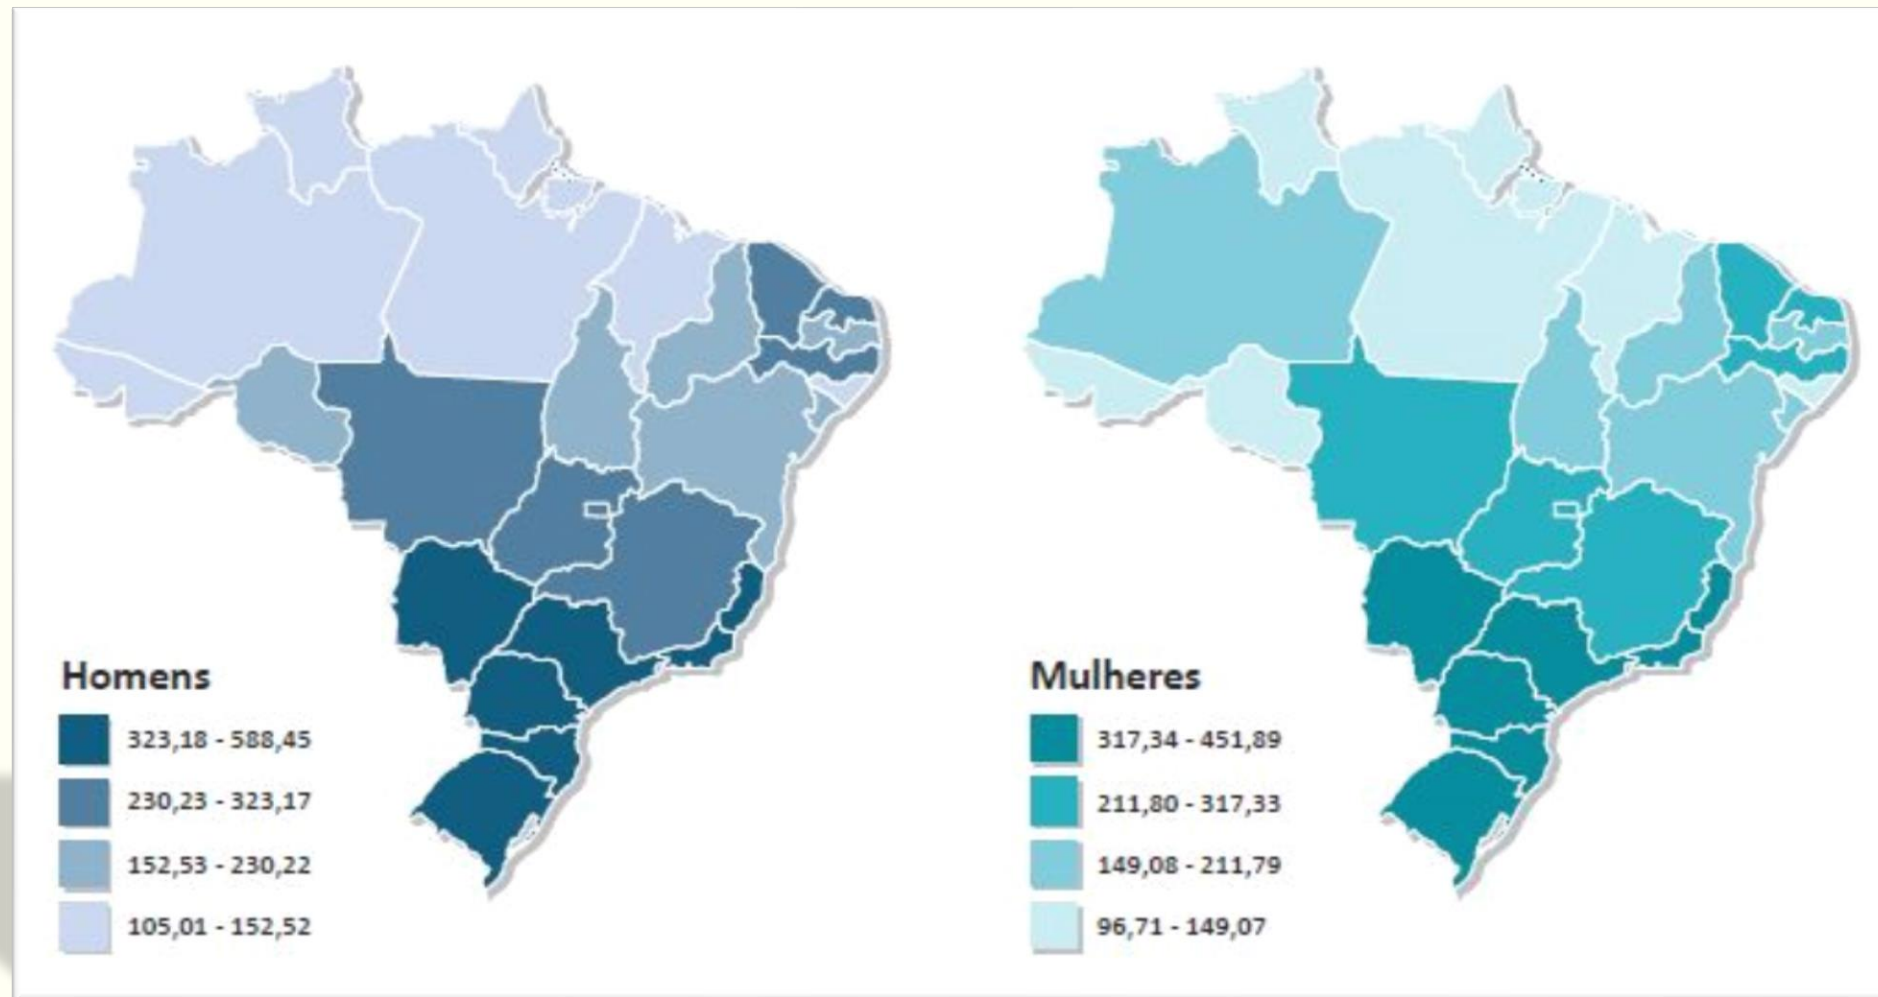 Homens
323,18 - 588,45
230,23 - 323,17
152,53 - 230,22
105,01 - 152,52
Mulheres
317,34 - 451,89
211,80 - 317,33
149,08 - 211,79
96,71 - 149,07